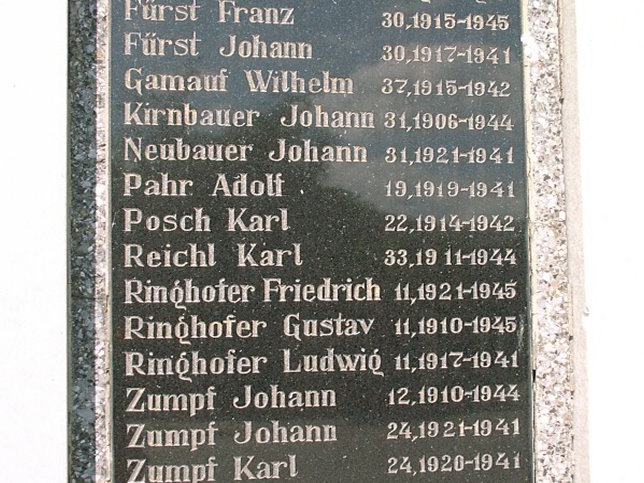 Fürst Franz 30,1915-1945
Fürst Johann 30,1917-1941
Gamauf Wilhelm 37,1915-1942
Kirnbauer Johann 31,1906-1944
Neubauer Johann 31,1921-1941
Pahr Adolf 19,1919-1941
Posch Karl 22,1914-1942
Reichl Karl 33,1911-1944
Ringhofer Friedrich 11,1921-1945
Ringhofer Gustav 11,1910-1945
Ringhofer Ludwig 11,1917-1941
Zumpf Johann 12,1910-1944
Zumpf Johann 24,1921-1941
Zumpf Karl 24,1920-1941